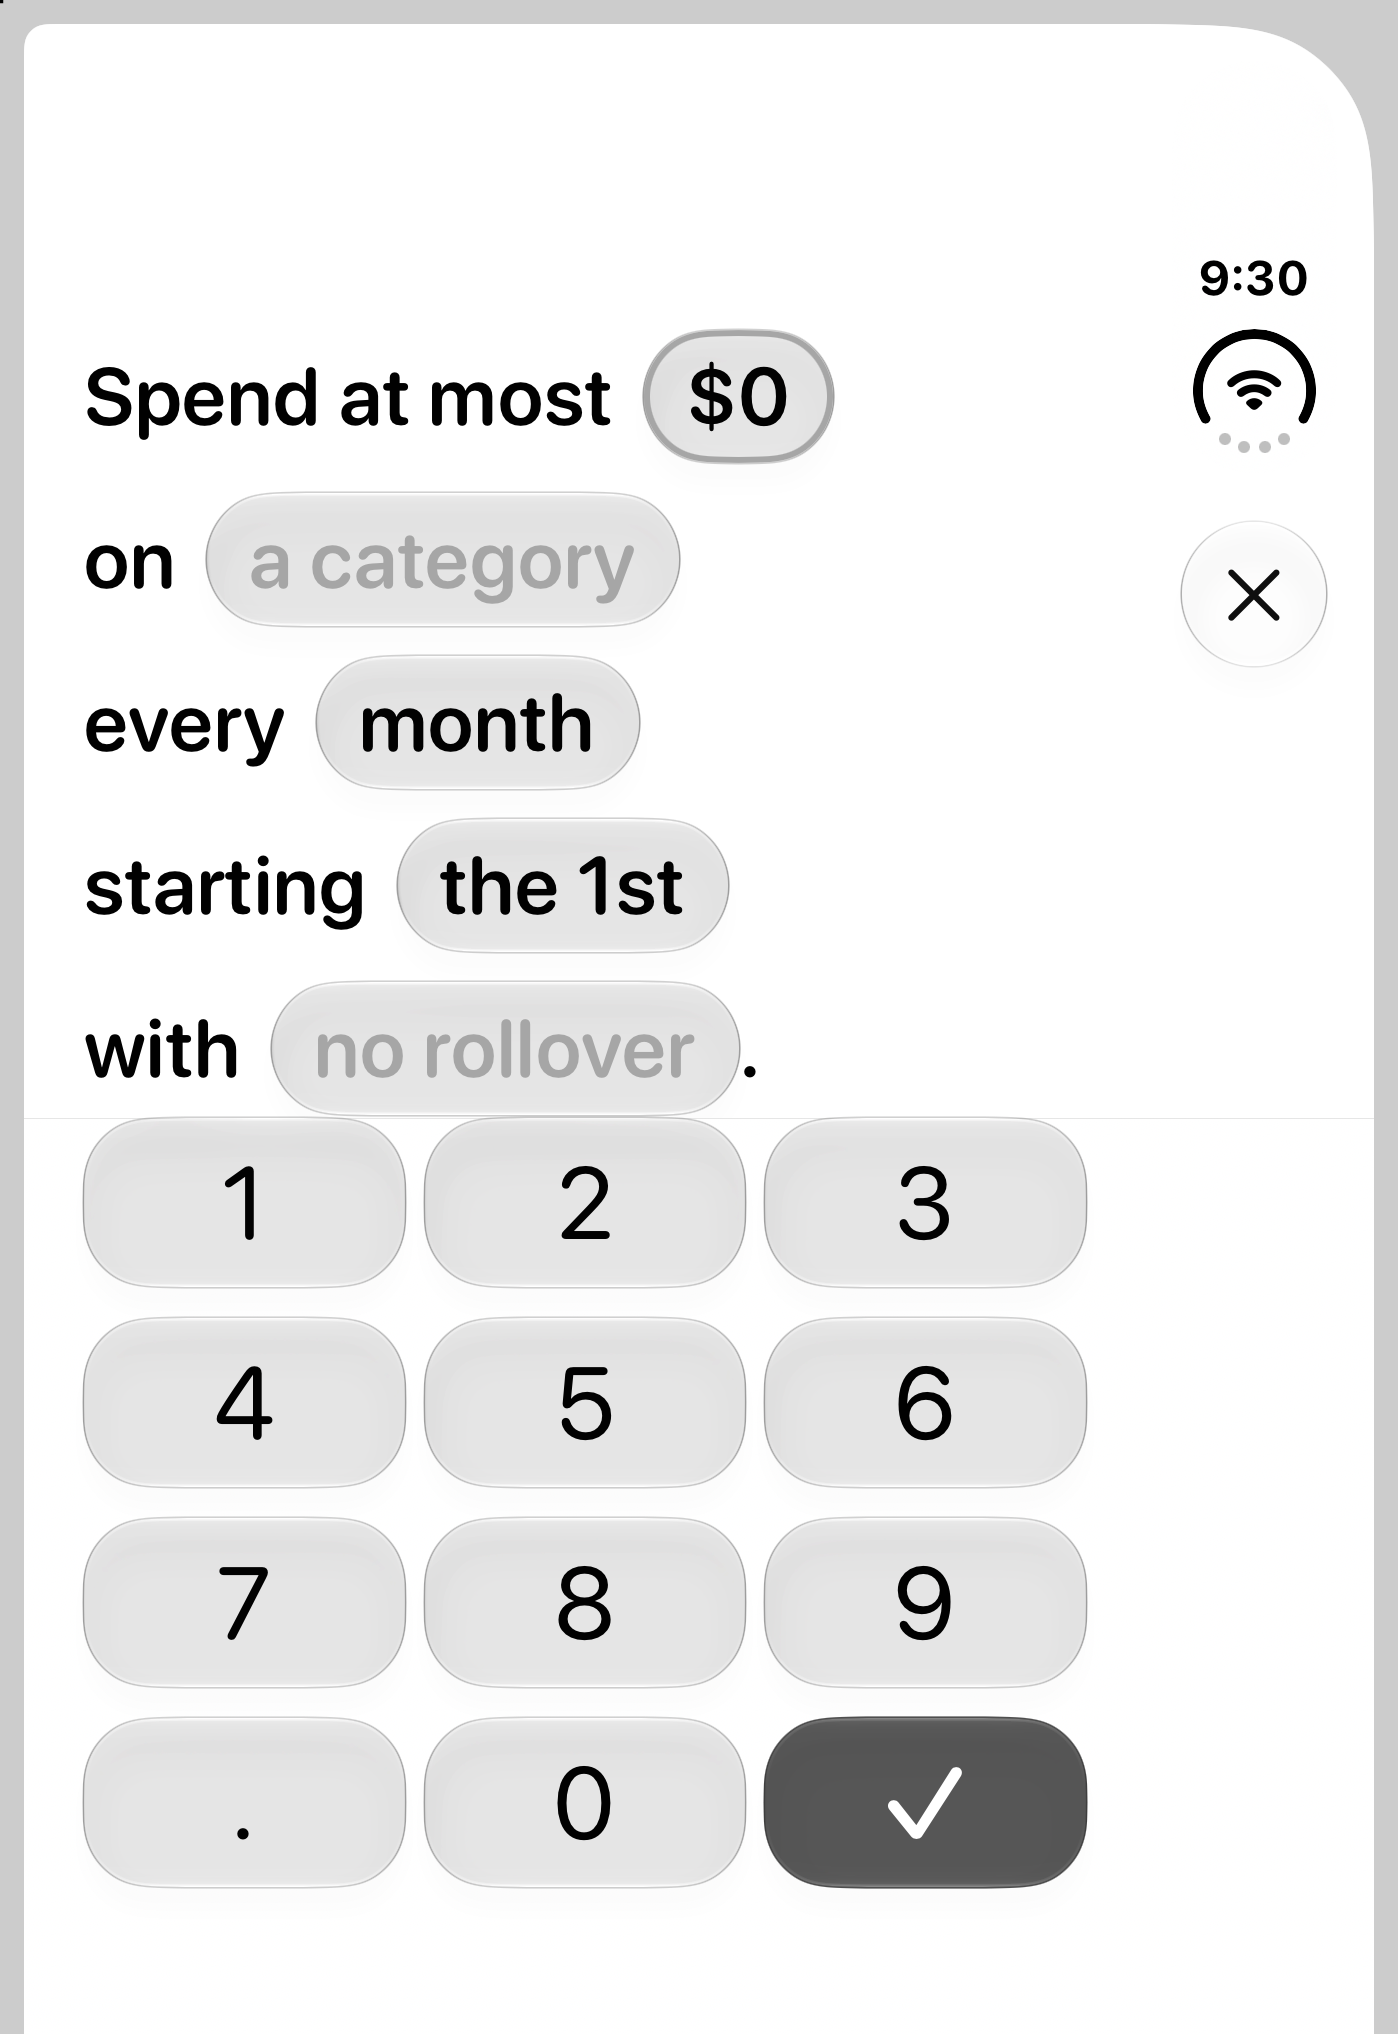 9:30
Spend at most $0
on a category
every month
starting the 1st
with no rollover.
1 2 3
4 5 6
7 8 9
. 0